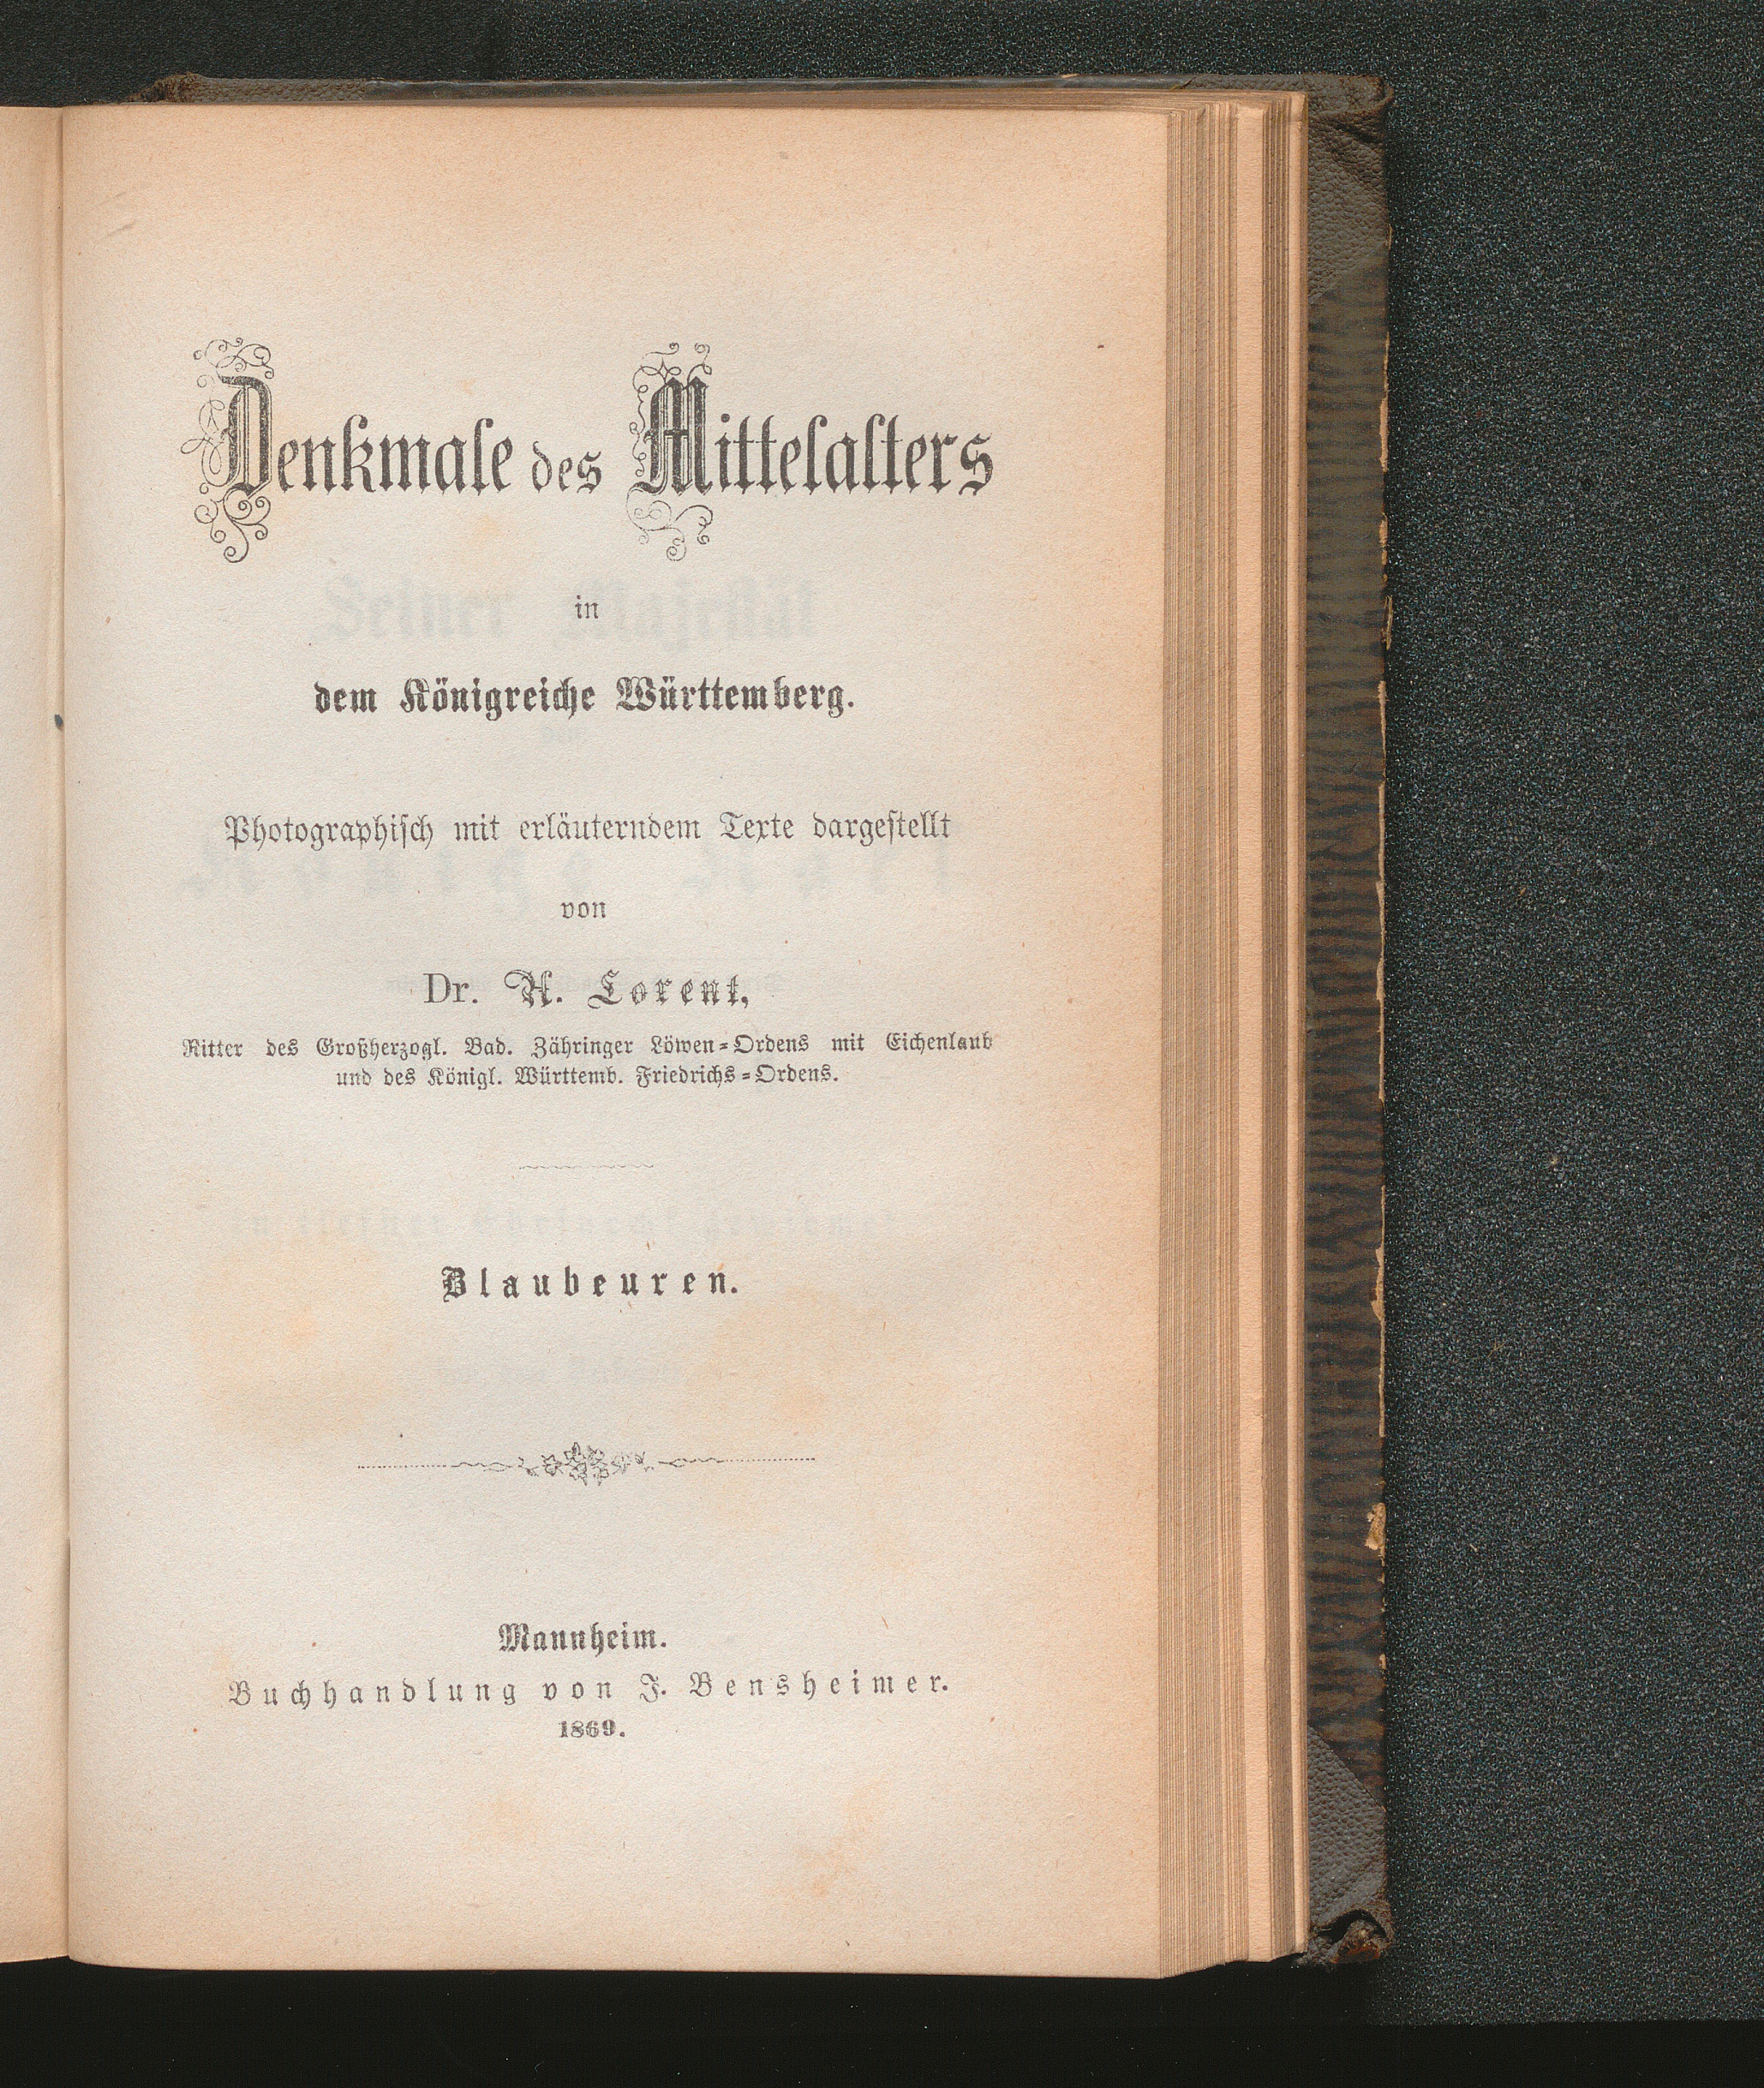 Denkmale des Mittelalters
in
dem Königreiche Württemberg.
Photographisch mit erläuterndem Texte dargestellt
von
Dr. A. Lorent,
Ritter des Großherzogl. Bad. Zähringer Löwen-Ordens mit Eichenlaub
und des Königl. Württemb. Friedrichs-Ordens.
Blaubeuren.
Mannheim.
Buchhandlung von J. Bensheimer.
1869.